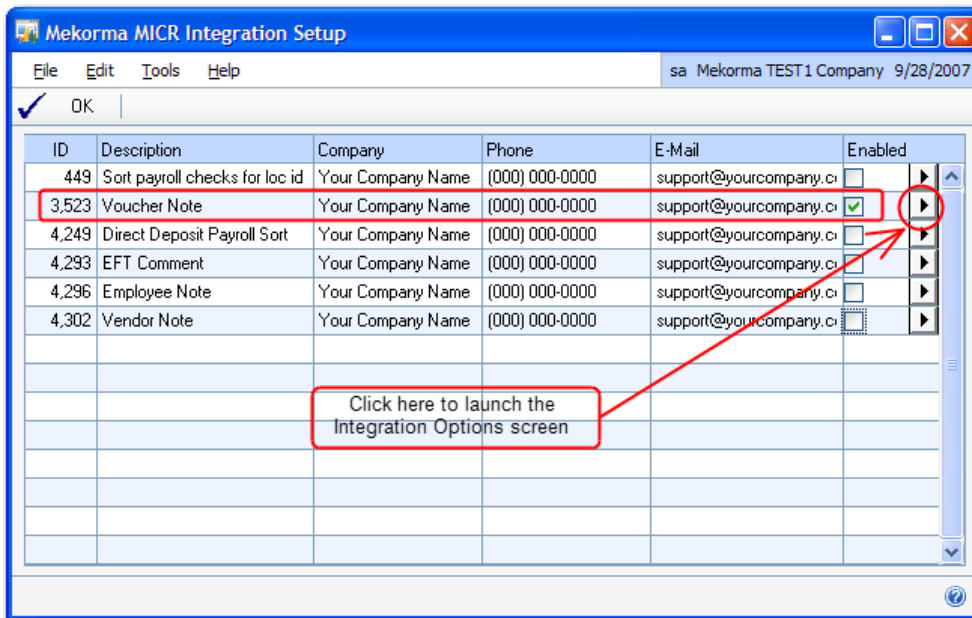 Mekorma MICR Integration Setup
File Edit Tools Help sa Mekorma TEST1 Company 9/28/2007
OK
ID Description Company Phone E-Mail Enabled
449 Sort payroll checks for loc id Your Company Name (000) 000-0000 support@yourcompany.c
3,523 Voucher Note Your Company Name (000) 000-0000 support@yourcompany.c
4,249 Direct Deposit Payroll Sort Your Company Name (000) 000-0000 support@yourcompany.c
4,293 EFT Comment Your Company Name (000) 000-0000 support@yourcompany.c
4,296 Employee Note Your Company Name (000) 000-0000 support@yourcompany.c
4,302 Vendor Note Your Company Name (000) 000-0000 support@yourcompany.c
Click here to launch the
Integration Options screen